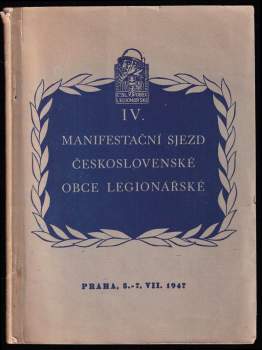 IV.
MANIFESTAČNÍ SJEZD
ČESKOSLOVENSKÉ
OBCE LEGIONÁŘSKÉ
PRAHA, 5.-7. VII. 1947